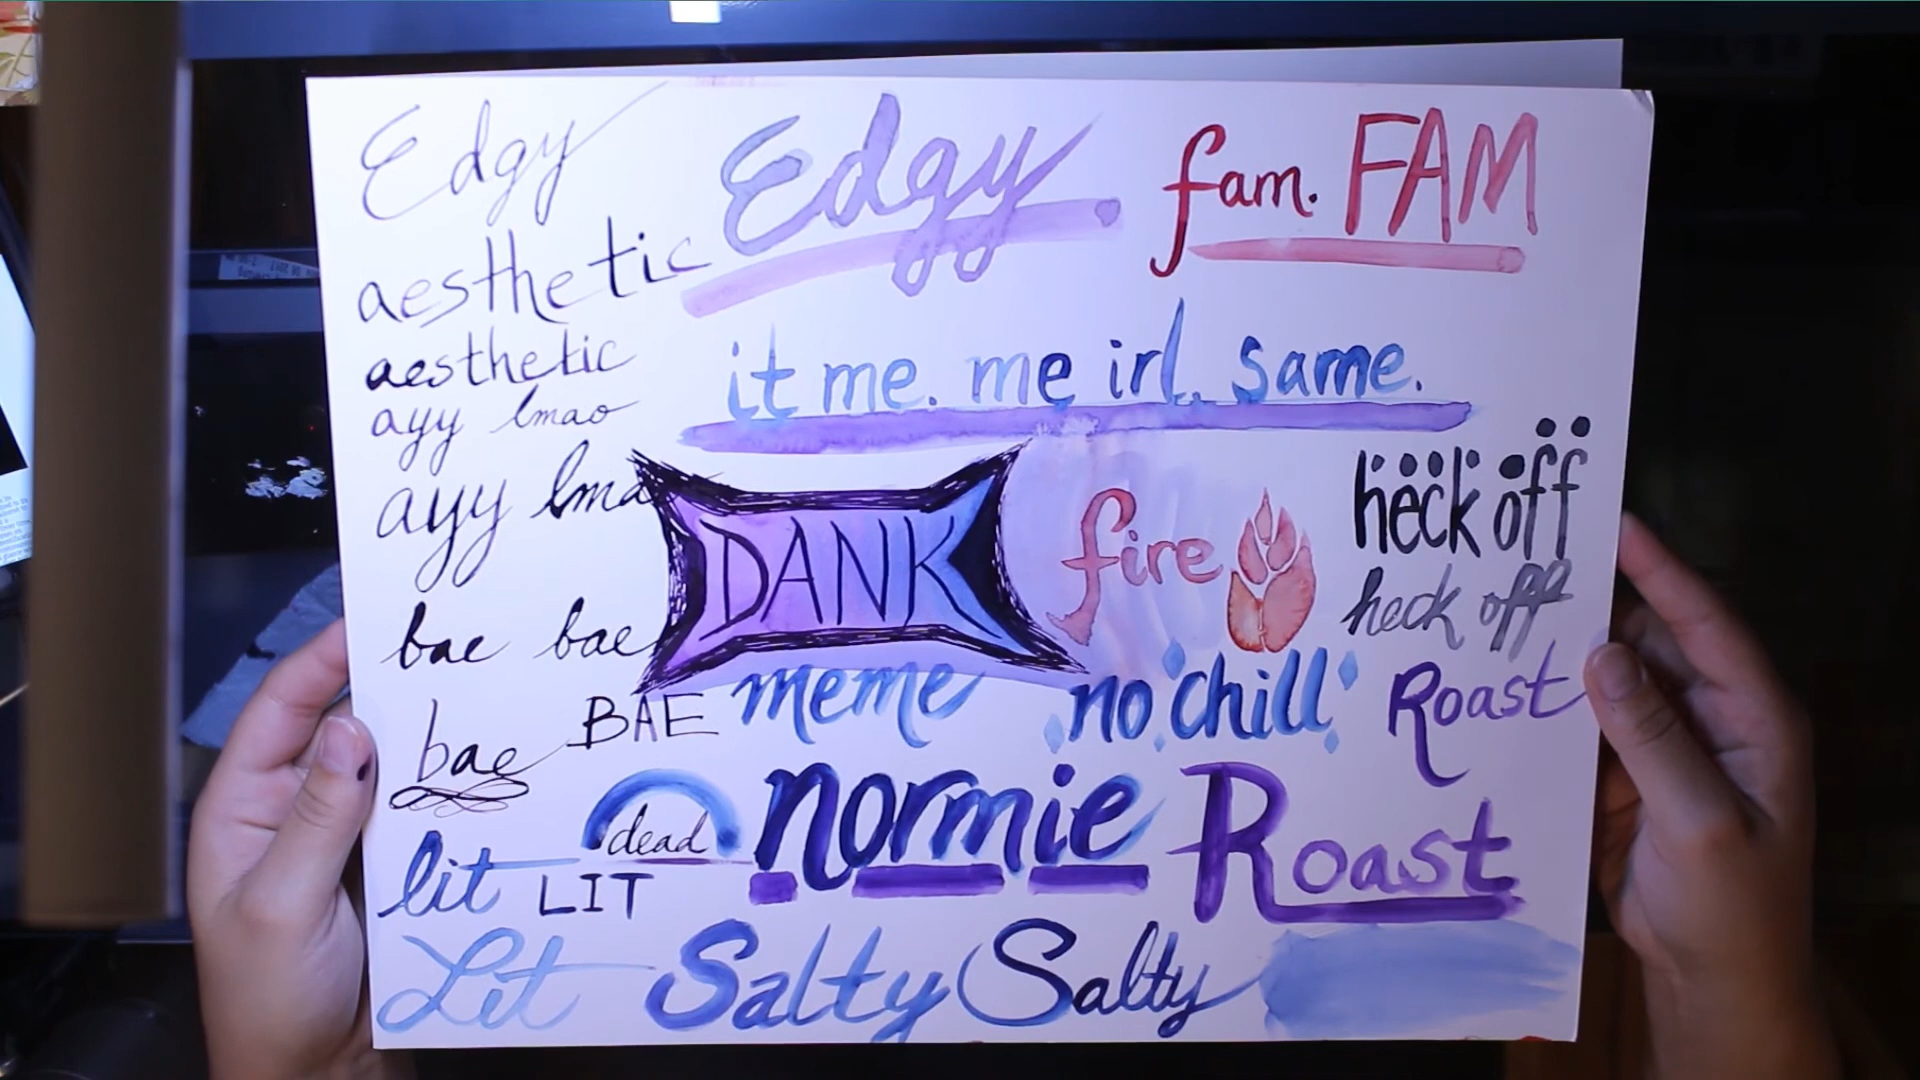 Edgy Edgy. fam. FAM
aesthetic
aesthetic it me. me irl. same.
ayy lmao
ayy lma DANK fire heck off
heck off
bae bae
bae BAE meme no chill Roast
dead normie Roast
lit LIT
Lit Salty Salty